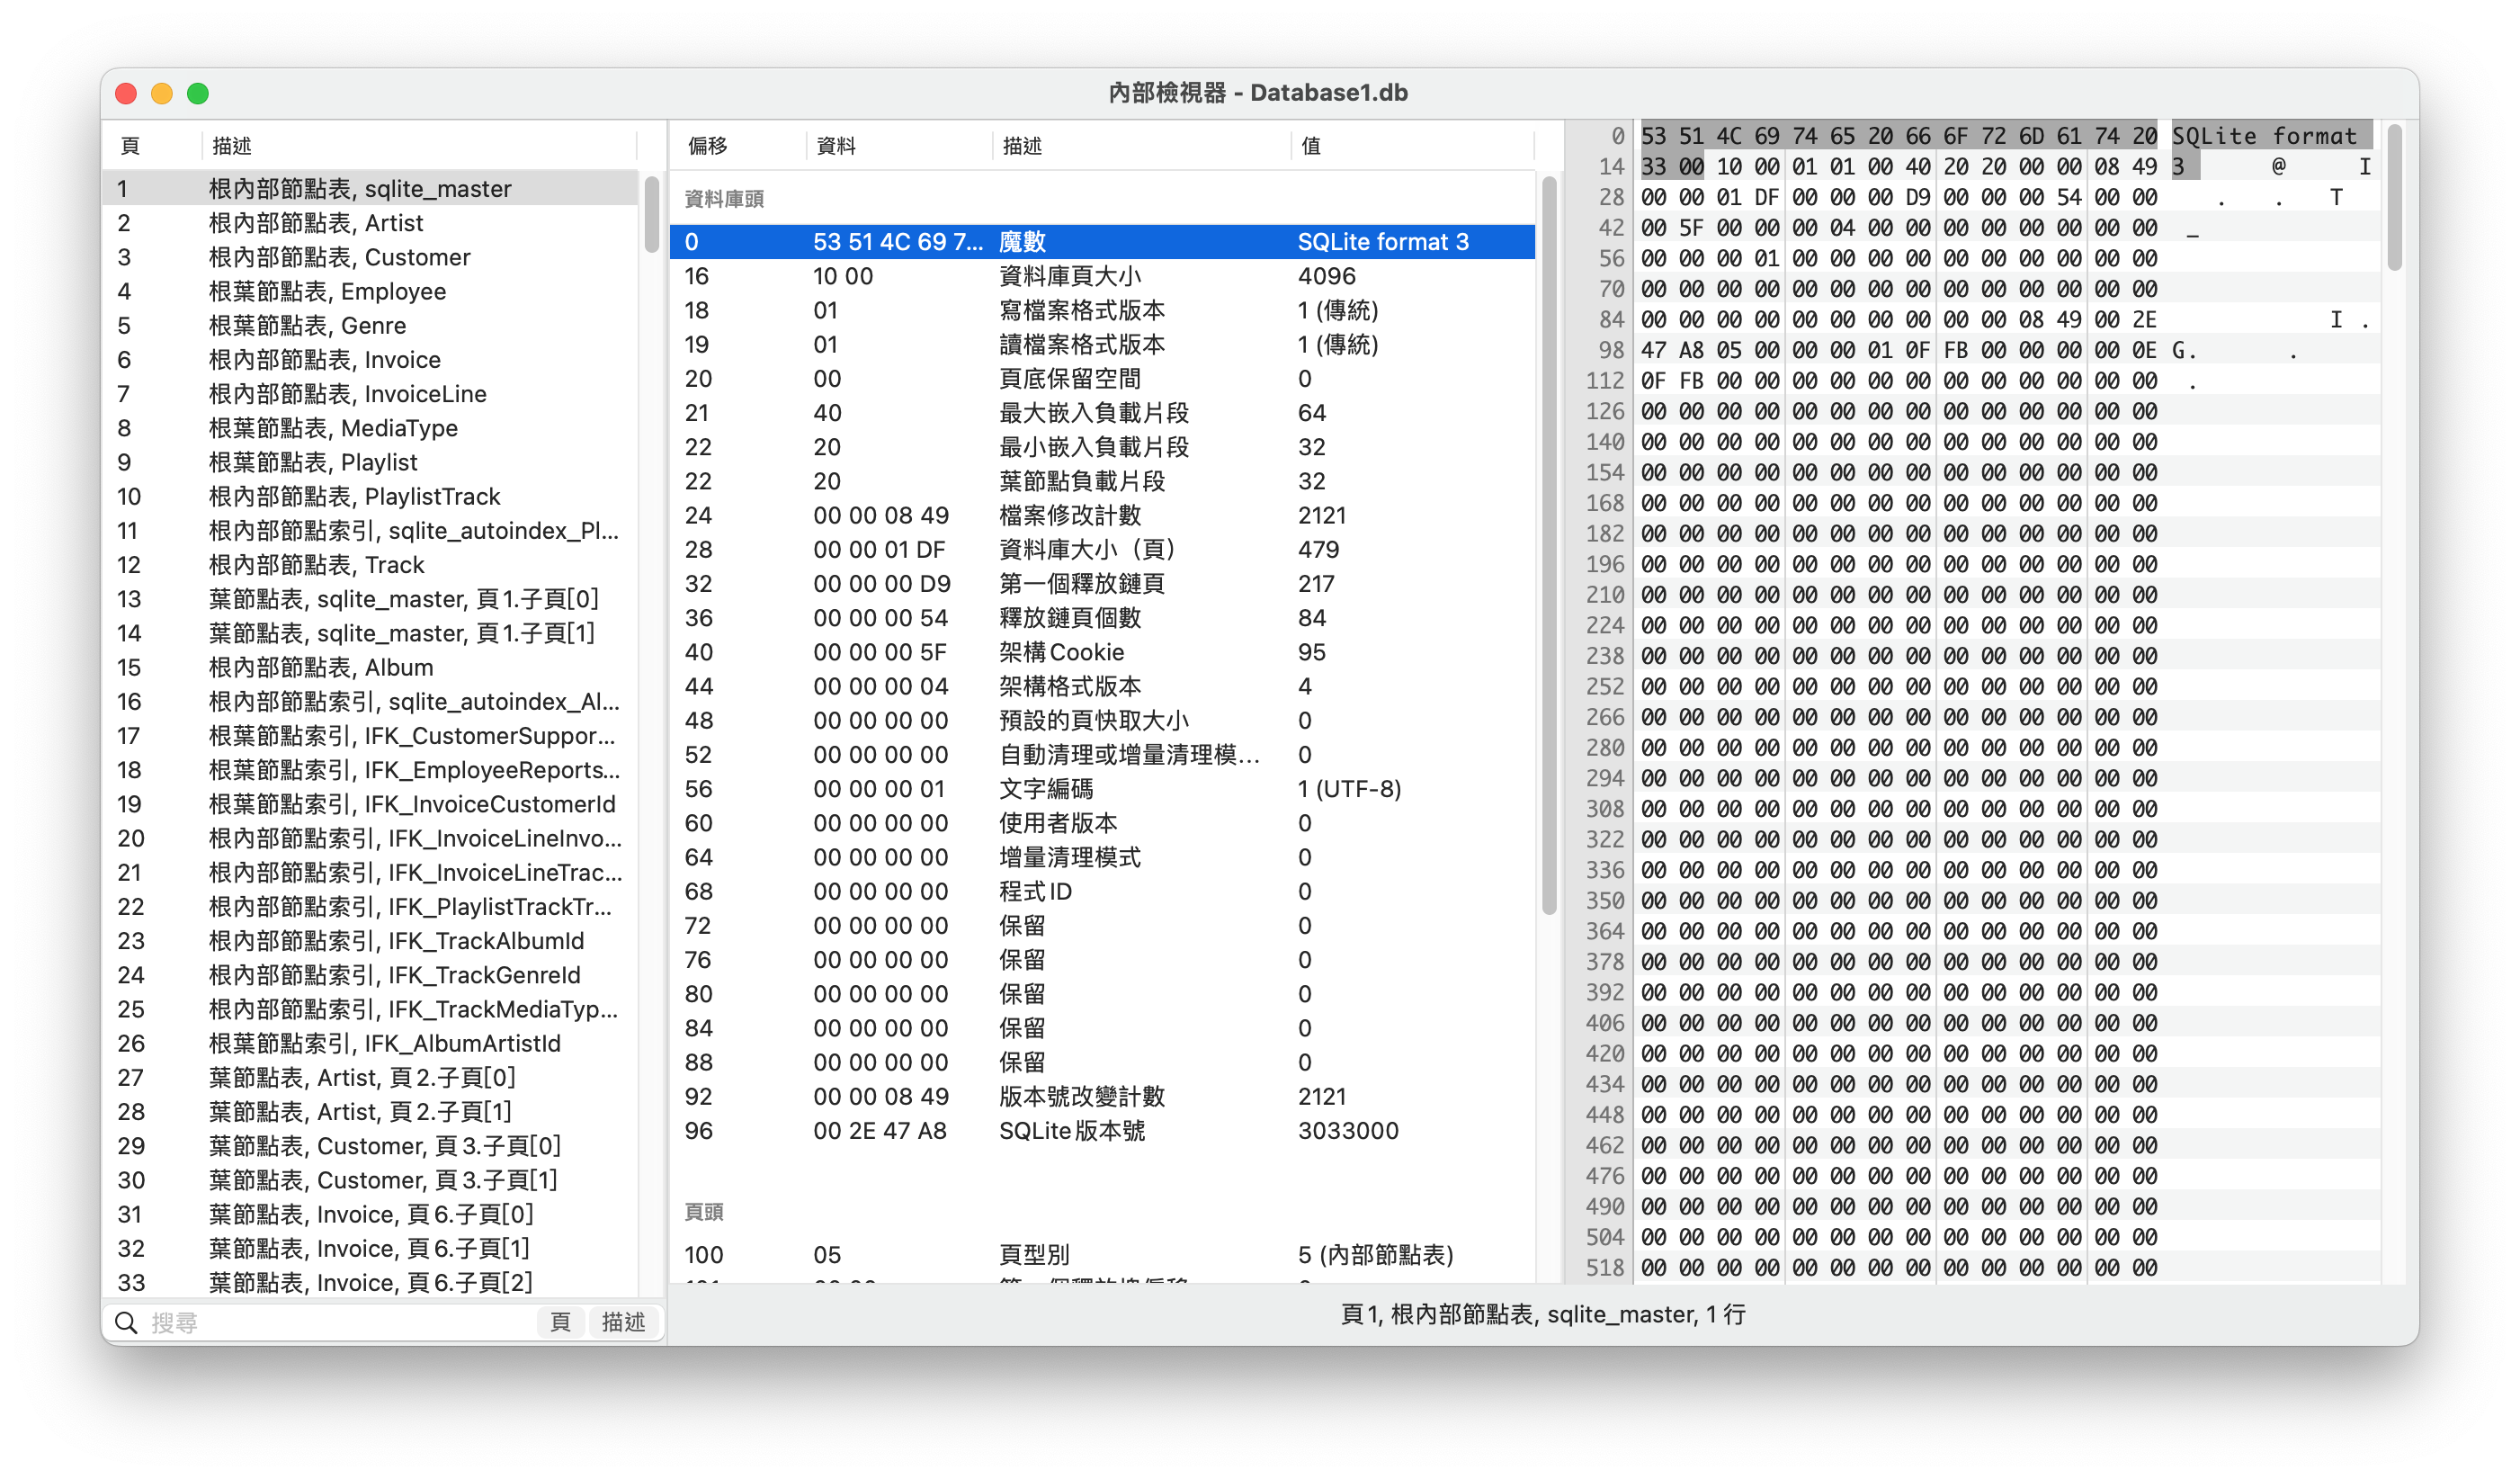 內部檢視器 - Database1.db
頁 描述
1 根內部節點表, sqlite_master
2 根內部節點表, Artist
3 根內部節點表, Customer
4 根葉節點表, Employee
5 根葉節點表, Genre
6 根內部節點表, Invoice
7 根內部節點表, InvoiceLine
8 根葉節點表, MediaType
9 根葉節點表, Playlist
10 根內部節點表, PlaylistTrack
11 根內部節點索引, sqlite_autoindex_Pl...
12 根內部節點表, Track
13 葉節點表, sqlite_master, 頁1.子頁[0]
14 葉節點表, sqlite_master, 頁1.子頁[1]
15 根內部節點表, Album
16 根內部節點索引, sqlite_autoindex_Al...
17 根葉節點索引, IFK_CustomerSuppor...
18 根葉節點索引, IFK_EmployeeReports...
19 根葉節點索引, IFK_InvoiceCustomerId
20 根內部節點索引, IFK_InvoiceLineInvo...
21 根內部節點索引, IFK_InvoiceLineTrac...
22 根內部節點索引, IFK_PlaylistTrackTr...
23 根內部節點索引, IFK_TrackAlbumId
24 根內部節點索引, IFK_TrackGenreId
25 根內部節點索引, IFK_TrackMediaTyp...
26 根葉節點索引, IFK_AlbumArtistId
27 葉節點表, Artist, 頁2.子頁[0]
28 葉節點表, Artist, 頁2.子頁[1]
29 葉節點表, Customer, 頁3.子頁[0]
30 葉節點表, Customer, 頁3.子頁[1]
31 葉節點表, Invoice, 頁6.子頁[0]
32 葉節點表, Invoice, 頁6.子頁[1]
33 葉節點表, Invoice, 頁6.子頁[2]
搜尋 頁 描述
偏移 資料 描述 值
資料庫頭
0 53 51 4C 69 7... 魔數 SQLite format 3
16 10 00 資料庫頁大小 4096
18 01 寫檔案格式版本 1 (傳統)
19 01 讀檔案格式版本 1 (傳統)
20 00 頁底保留空間 0
21 40 最大嵌入負載片段 64
22 20 最小嵌入負載片段 32
22 20 葉節點負載片段 32
24 00 00 08 49 檔案修改計數 2121
28 00 00 01 DF 資料庫大小（頁） 479
32 00 00 00 D9 第一個釋放鏈頁 217
36 00 00 00 54 釋放鏈頁個數 84
40 00 00 00 5F 架構Cookie 95
44 00 00 00 04 架構格式版本 4
48 00 00 00 00 預設的頁快取大小 0
52 00 00 00 00 自動清理或增量清理模... 0
56 00 00 00 01 文字編碼 1 (UTF-8)
60 00 00 00 00 使用者版本 0
64 00 00 00 00 增量清理模式 0
68 00 00 00 00 程式ID 0
72 00 00 00 00 保留 0
76 00 00 00 00 保留 0
80 00 00 00 00 保留 0
84 00 00 00 00 保留 0
88 00 00 00 00 保留 0
92 00 00 08 49 版本號改變計數 2121
96 00 2E 47 A8 SQLite版本號 3033000
頁頭
100 05 頁型別 5 (內部節點表)
0 53 51 4C 69 74 65 20 66 6F 72 6D 61 74 20 SQLite format
14 33 00 10 00 01 01 00 40 20 20 00 00 08 49 3 @ I
28 00 00 01 DF 00 00 00 D9 00 00 00 54 00 00 . . T
42 00 5F 00 00 00 04 00 00 00 00 00 00 00 00 _
56 00 00 00 01 00 00 00 00 00 00 00 00 00 00
70 00 00 00 00 00 00 00 00 00 00 00 00 00 00
84 00 00 00 00 00 00 00 00 00 00 08 49 00 2E I .
98 47 A8 05 00 00 00 01 0F FB 00 00 00 00 0E G. .
112 0F FB 00 00 00 00 00 00 00 00 00 00 00 00 .
126 00 00 00 00 00 00 00 00 00 00 00 00 00 00
140 00 00 00 00 00 00 00 00 00 00 00 00 00 00
154 00 00 00 00 00 00 00 00 00 00 00 00 00 00
168 00 00 00 00 00 00 00 00 00 00 00 00 00 00
182 00 00 00 00 00 00 00 00 00 00 00 00 00 00
196 00 00 00 00 00 00 00 00 00 00 00 00 00 00
210 00 00 00 00 00 00 00 00 00 00 00 00 00 00
224 00 00 00 00 00 00 00 00 00 00 00 00 00 00
238 00 00 00 00 00 00 00 00 00 00 00 00 00 00
252 00 00 00 00 00 00 00 00 00 00 00 00 00 00
266 00 00 00 00 00 00 00 00 00 00 00 00 00 00
280 00 00 00 00 00 00 00 00 00 00 00 00 00 00
294 00 00 00 00 00 00 00 00 00 00 00 00 00 00
308 00 00 00 00 00 00 00 00 00 00 00 00 00 00
322 00 00 00 00 00 00 00 00 00 00 00 00 00 00
336 00 00 00 00 00 00 00 00 00 00 00 00 00 00
350 00 00 00 00 00 00 00 00 00 00 00 00 00 00
364 00 00 00 00 00 00 00 00 00 00 00 00 00 00
378 00 00 00 00 00 00 00 00 00 00 00 00 00 00
392 00 00 00 00 00 00 00 00 00 00 00 00 00 00
406 00 00 00 00 00 00 00 00 00 00 00 00 00 00
420 00 00 00 00 00 00 00 00 00 00 00 00 00 00
434 00 00 00 00 00 00 00 00 00 00 00 00 00 00
448 00 00 00 00 00 00 00 00 00 00 00 00 00 00
462 00 00 00 00 00 00 00 00 00 00 00 00 00 00
476 00 00 00 00 00 00 00 00 00 00 00 00 00 00
490 00 00 00 00 00 00 00 00 00 00 00 00 00 00
504 00 00 00 00 00 00 00 00 00 00 00 00 00 00
518 00 00 00 00 00 00 00 00 00 00 00 00 00 00
頁1, 根內部節點表, sqlite_master, 1 行